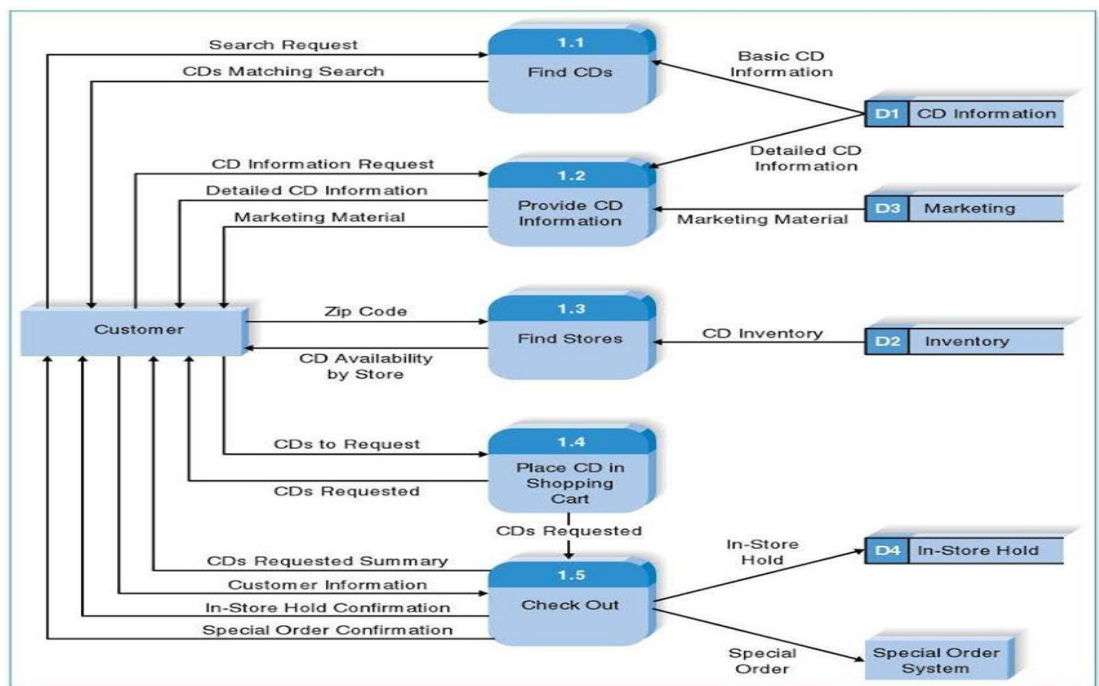 Search Request
CDs Matching Search
1.1
Find CDs
Basic CD
Information
D1 CD Information
Detailed CD
Information
CD Information Request
Detailed CD Information
Marketing Material
1.2
Provide CD
Information
Marketing Material
D3 Marketing
Customer
Zip Code
CD Availability
by Store
1.3
Find Stores
CD Inventory
D2 Inventory
CDs to Request
CDs Requested
1.4
Place CD in
Shopping
Cart
CDs Requested
CDs Requested Summary
Customer Information
In-Store Hold Confirmation
Special Order Confirmation
1.5
Check Out
In-Store
Hold
D4 In-Store Hold
Special
Order
Special Order
System